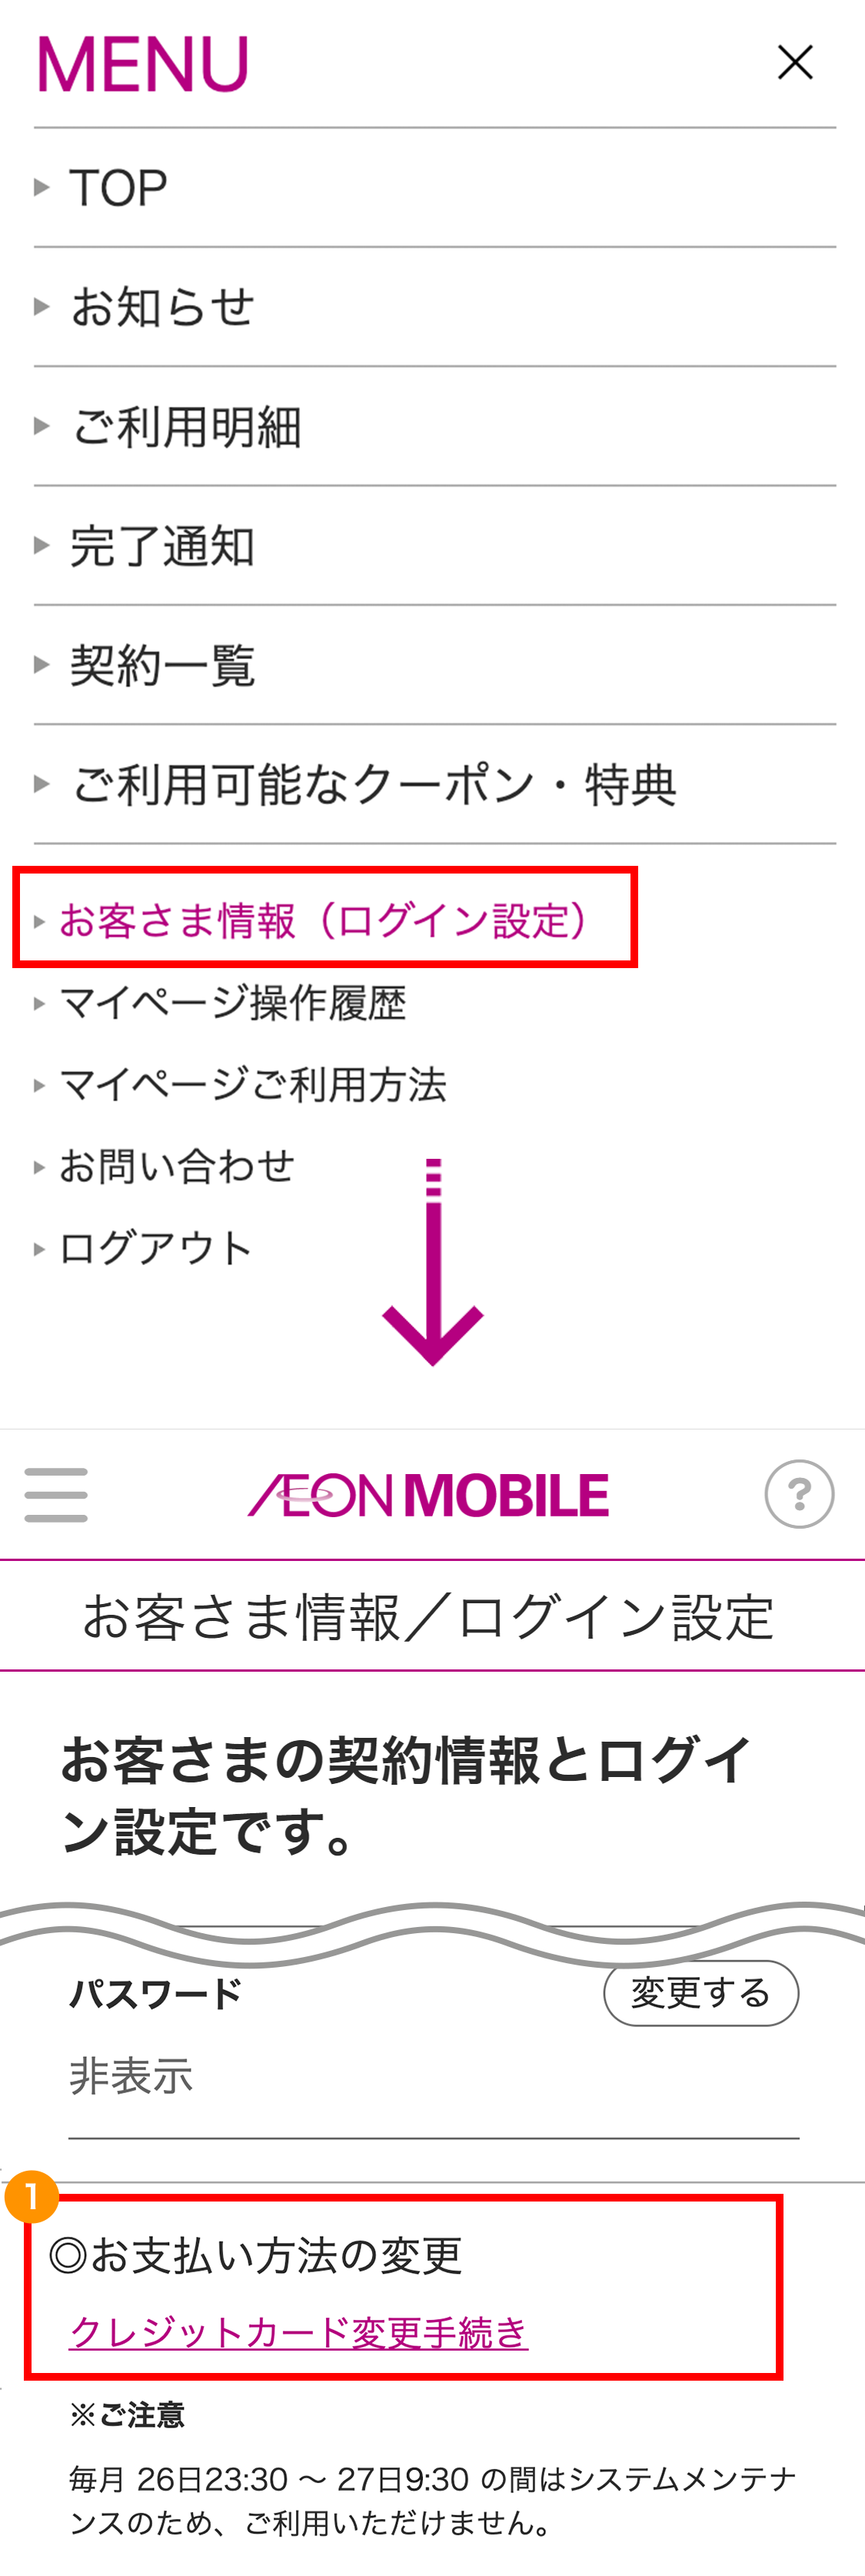 MENU
TOP
お知らせ
ご利用明細
完了通知
契約一覧
ご利用可能なクーポン・特典
お客さま情報（ログイン設定）
マイページ操作履歴
マイページご利用方法
お問い合わせ
ログアウト
ÆON MOBILE
?
お客さま情報／ログイン設定
お客さまの契約情報とログイ
ン設定です。
パスワード
変更する
非表示
1
◎お支払い方法の変更
クレジットカード変更手続き
※ご注意
毎月 26日23:30 〜 27日9:30 の間はシステムメンテナ
ンスのため、ご利用いただけません。